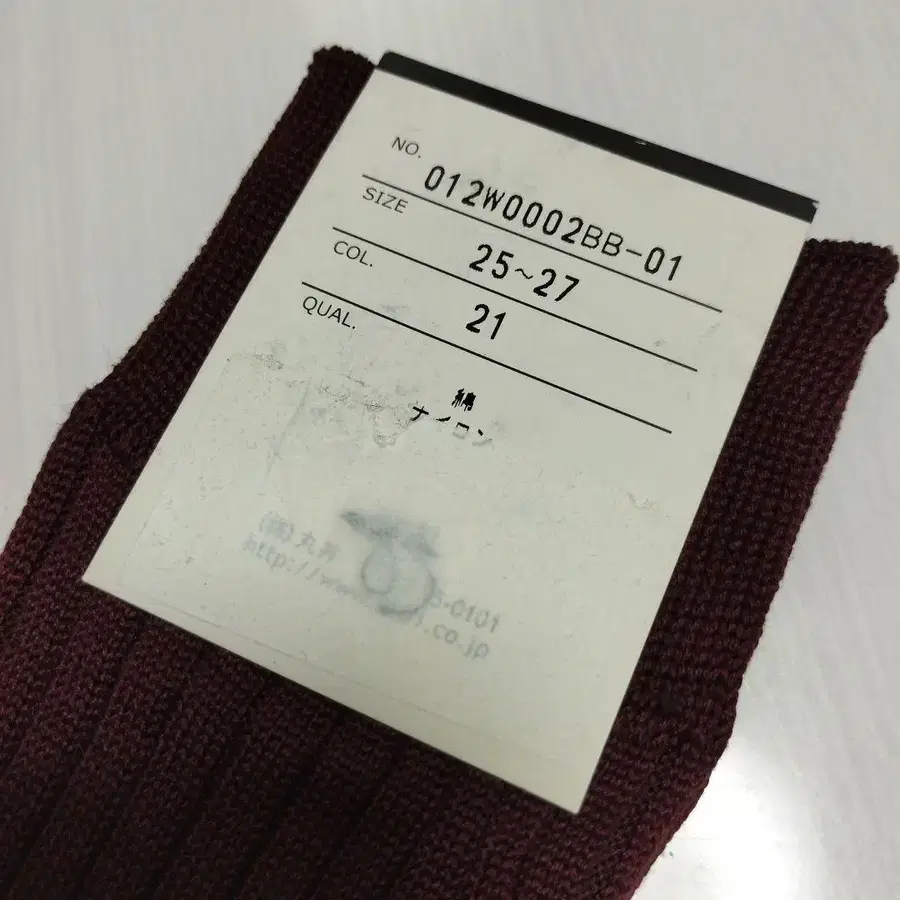 NO.
012W0002BB-01
SIZE
25~27
COL.
21
QUAL.
綿
ナイロン
(株)丸井
5-0101
.co.jp